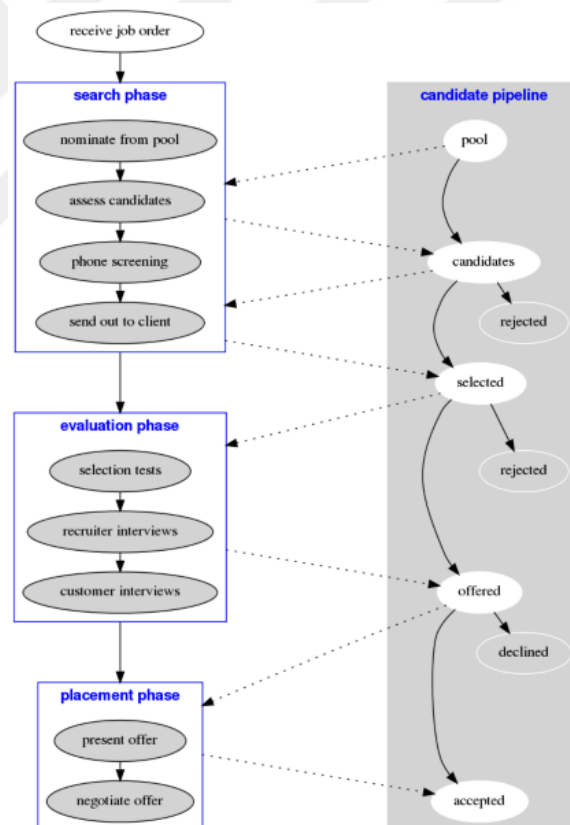 receive job order
search phase
nominate from pool
assess candidates
phone screening
send out to client
evaluation phase
selection tests
recruiter interviews
customer interviews
placement phase
present offer
negotiate offer
candidate pipeline
pool
candidates
rejected
selected
rejected
offered
declined
accepted